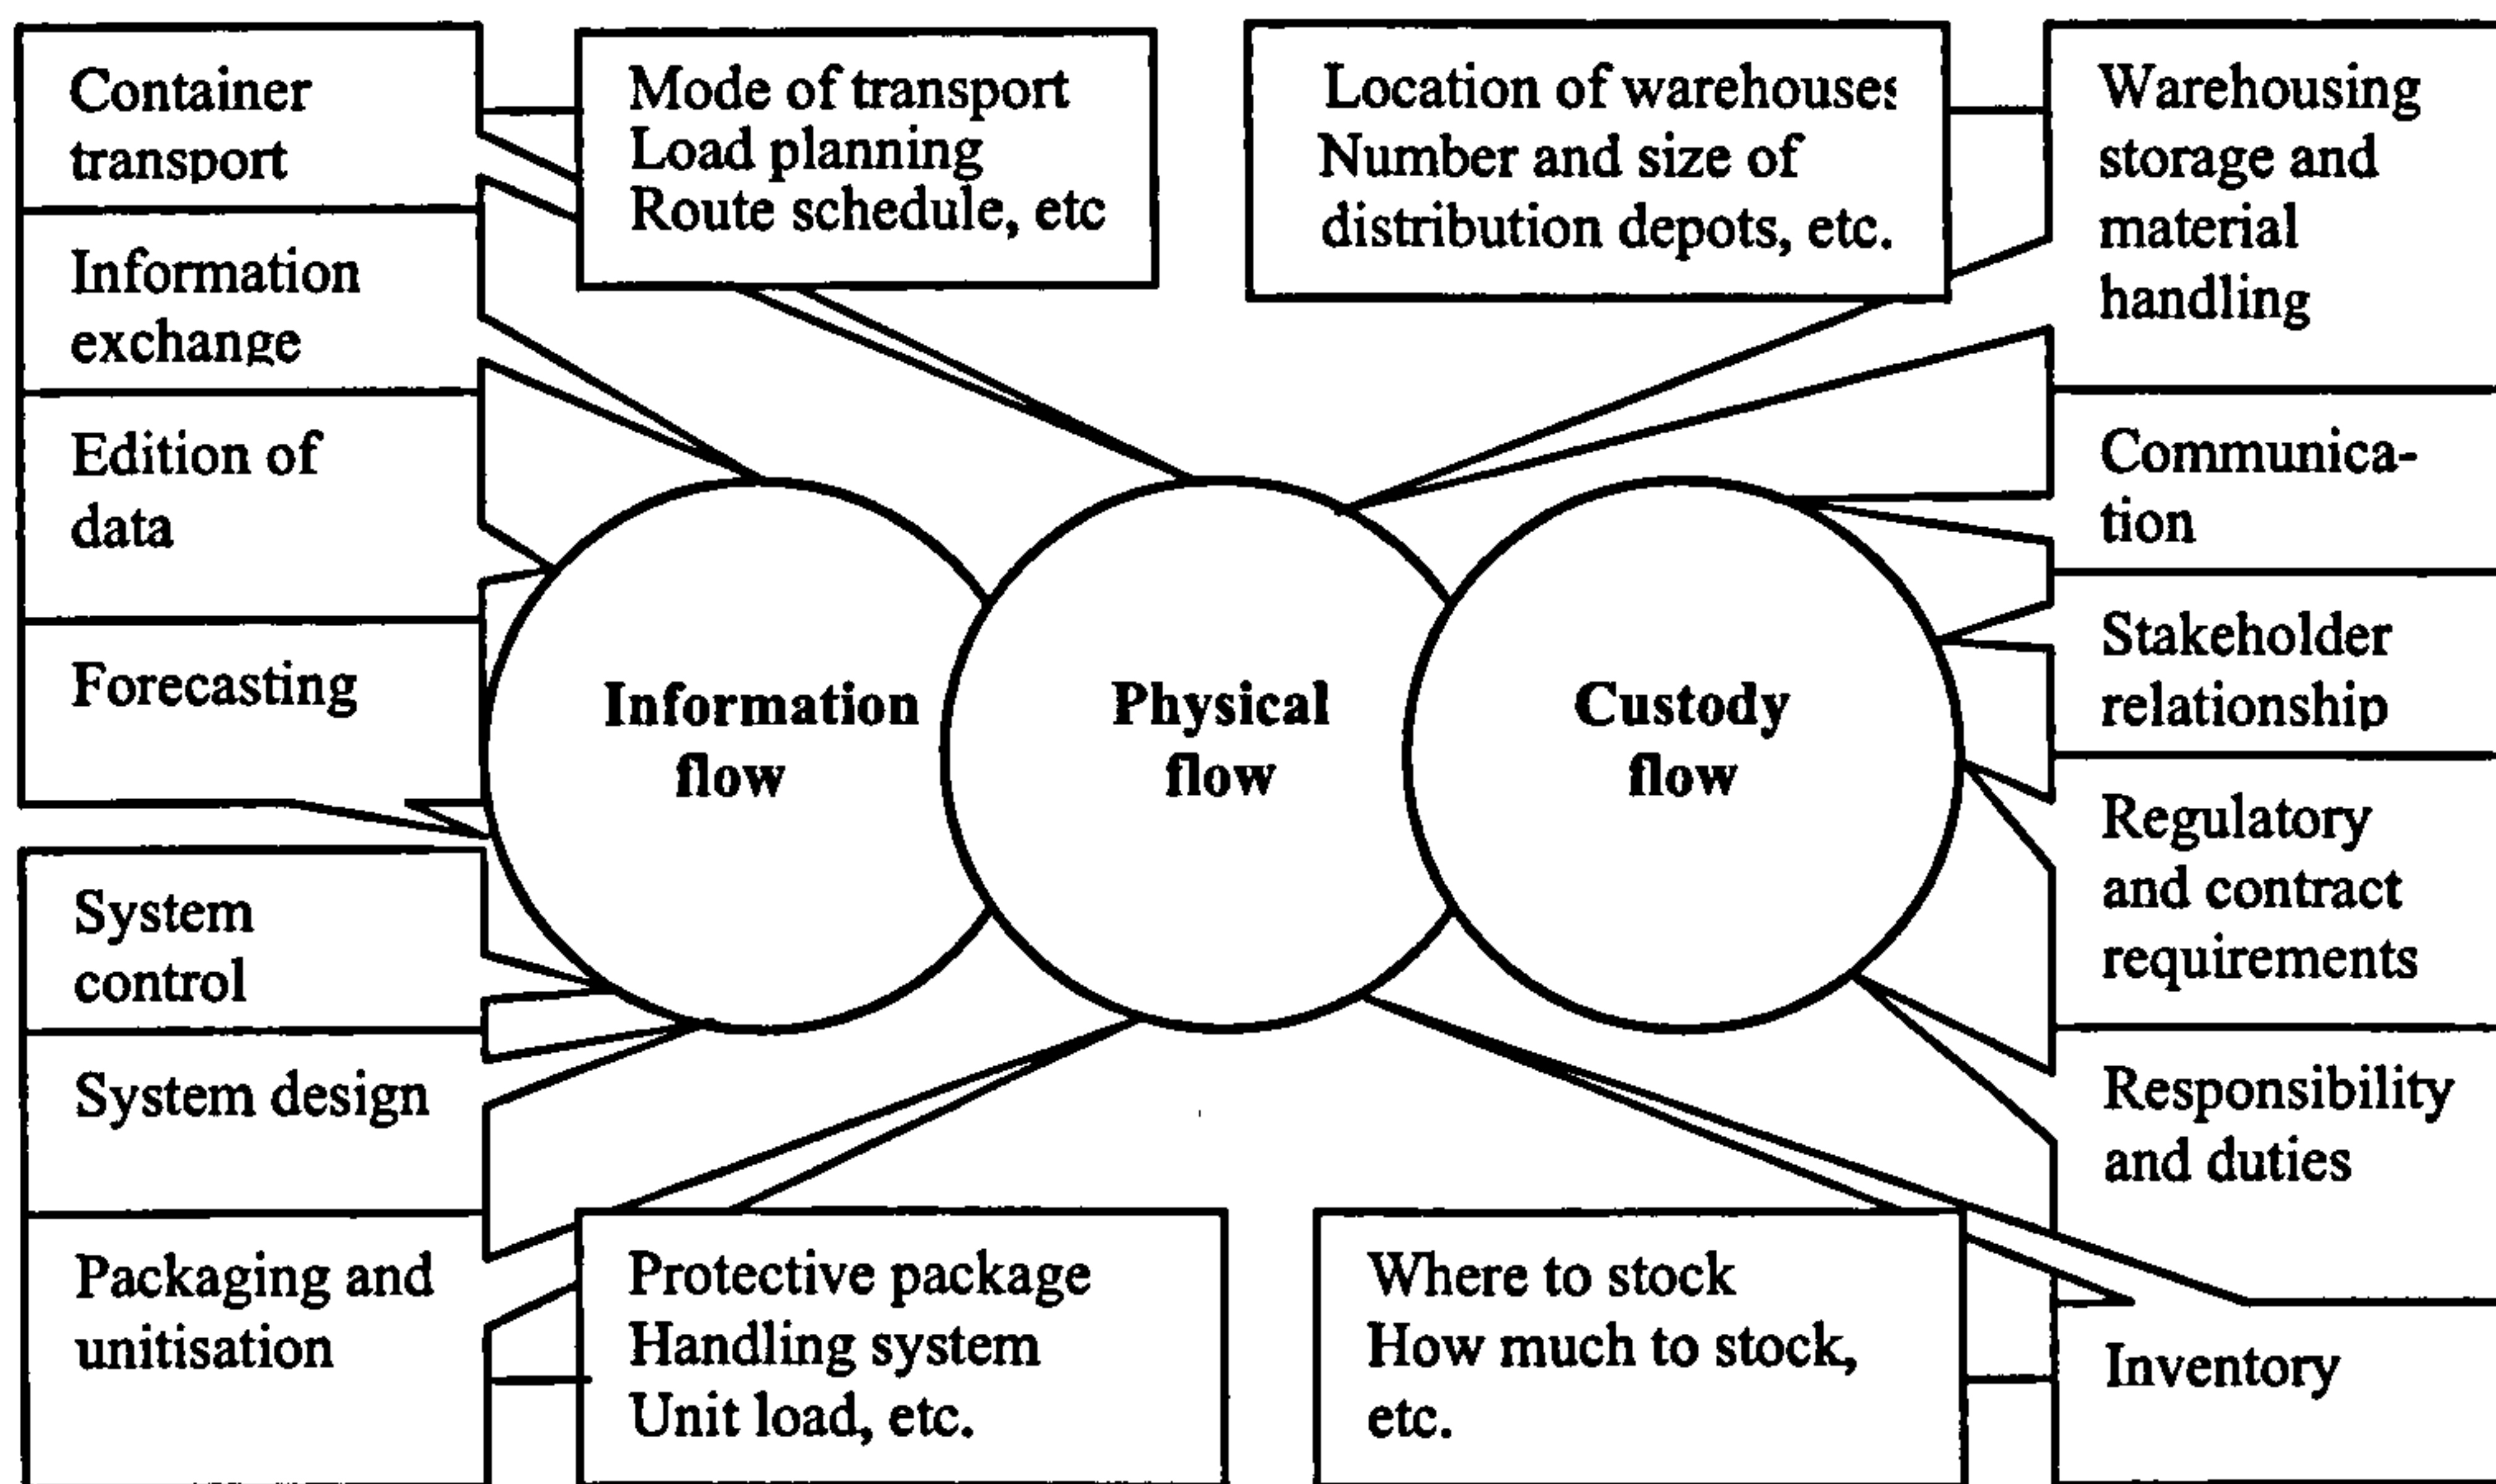 Container
transport
Information
exchange
Edition of
data
Forecasting
System
control
System design
Packaging and
unitisation
Mode of transport
Load planning
Route schedule, etc
Location of warehouses
Number and size of
distribution depots, etc.
Information
flow
Physical
flow
Custody
flow
Protective package
Handling system
Unit load, etc.
Where to stock
How much to stock,
etc.
Warehousing
storage and
material
handling
Communica-
tion
Stakeholder
relationship
Regulatory
and contract
requirements
Responsibility
and duties
Inventory